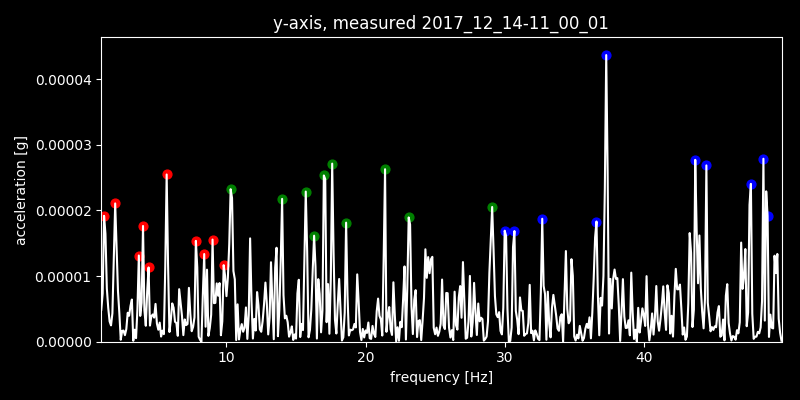 y-axis, measured 2017_12_14-11_00_01
0.00004
0.00003
0.00002
0.00001
0.00000
acceleration [g]
10 20 30 40
frequency [Hz]